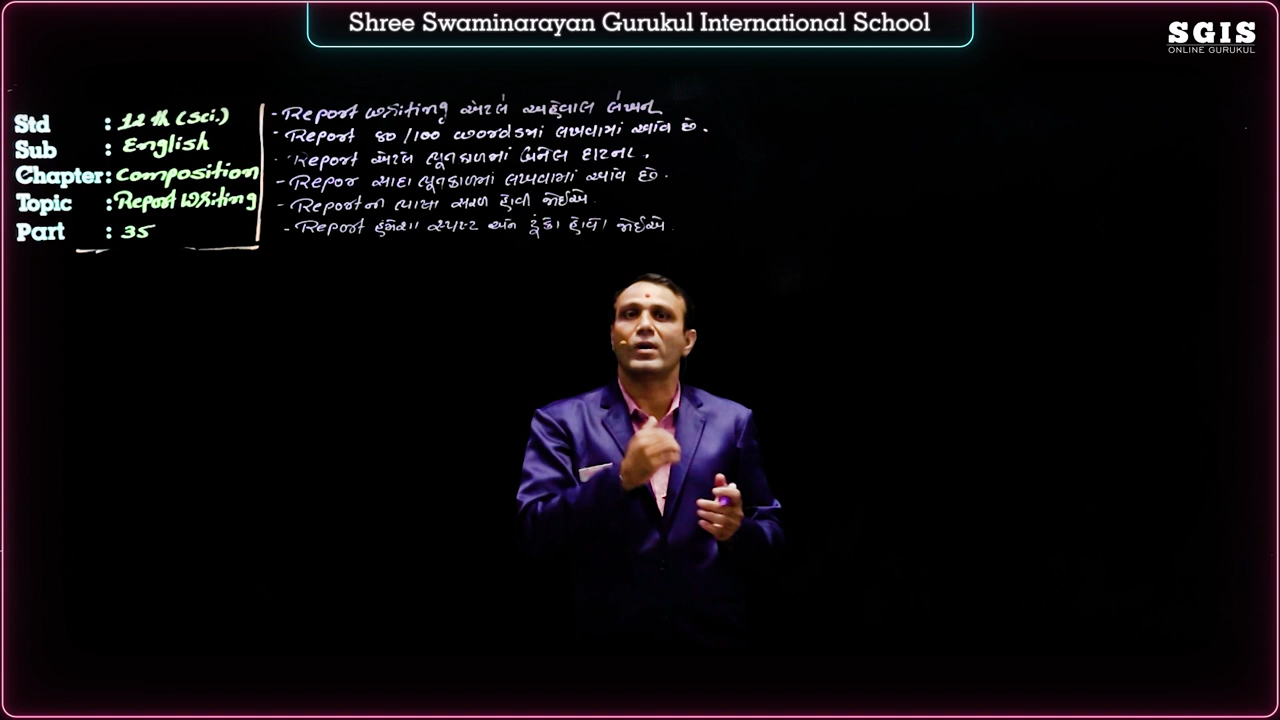 Shree Swaminarayan Gurukul International School
SGIS
ONLINE GURUKUL
Std : 12 th (sci.)
Sub : English
Chapter : Composition
Topic : Report Writing
Part : 35
- Report Writing એટલે અહેવાલ લેખન
- Report 80/100 wordsમાં લખવામાં આવે છે.
- Report એટલે ભૂતકાળમાં બનેલ ઘટના.
- Repor સાદા ભૂતકાળમાં લખવામાં આવે છે.
- Reportની ભાષા સરળ હોવી જોઈએ.
- Report હંમેશા સ્પષ્ટ અને ટૂંકો હોવો જોઈએ.